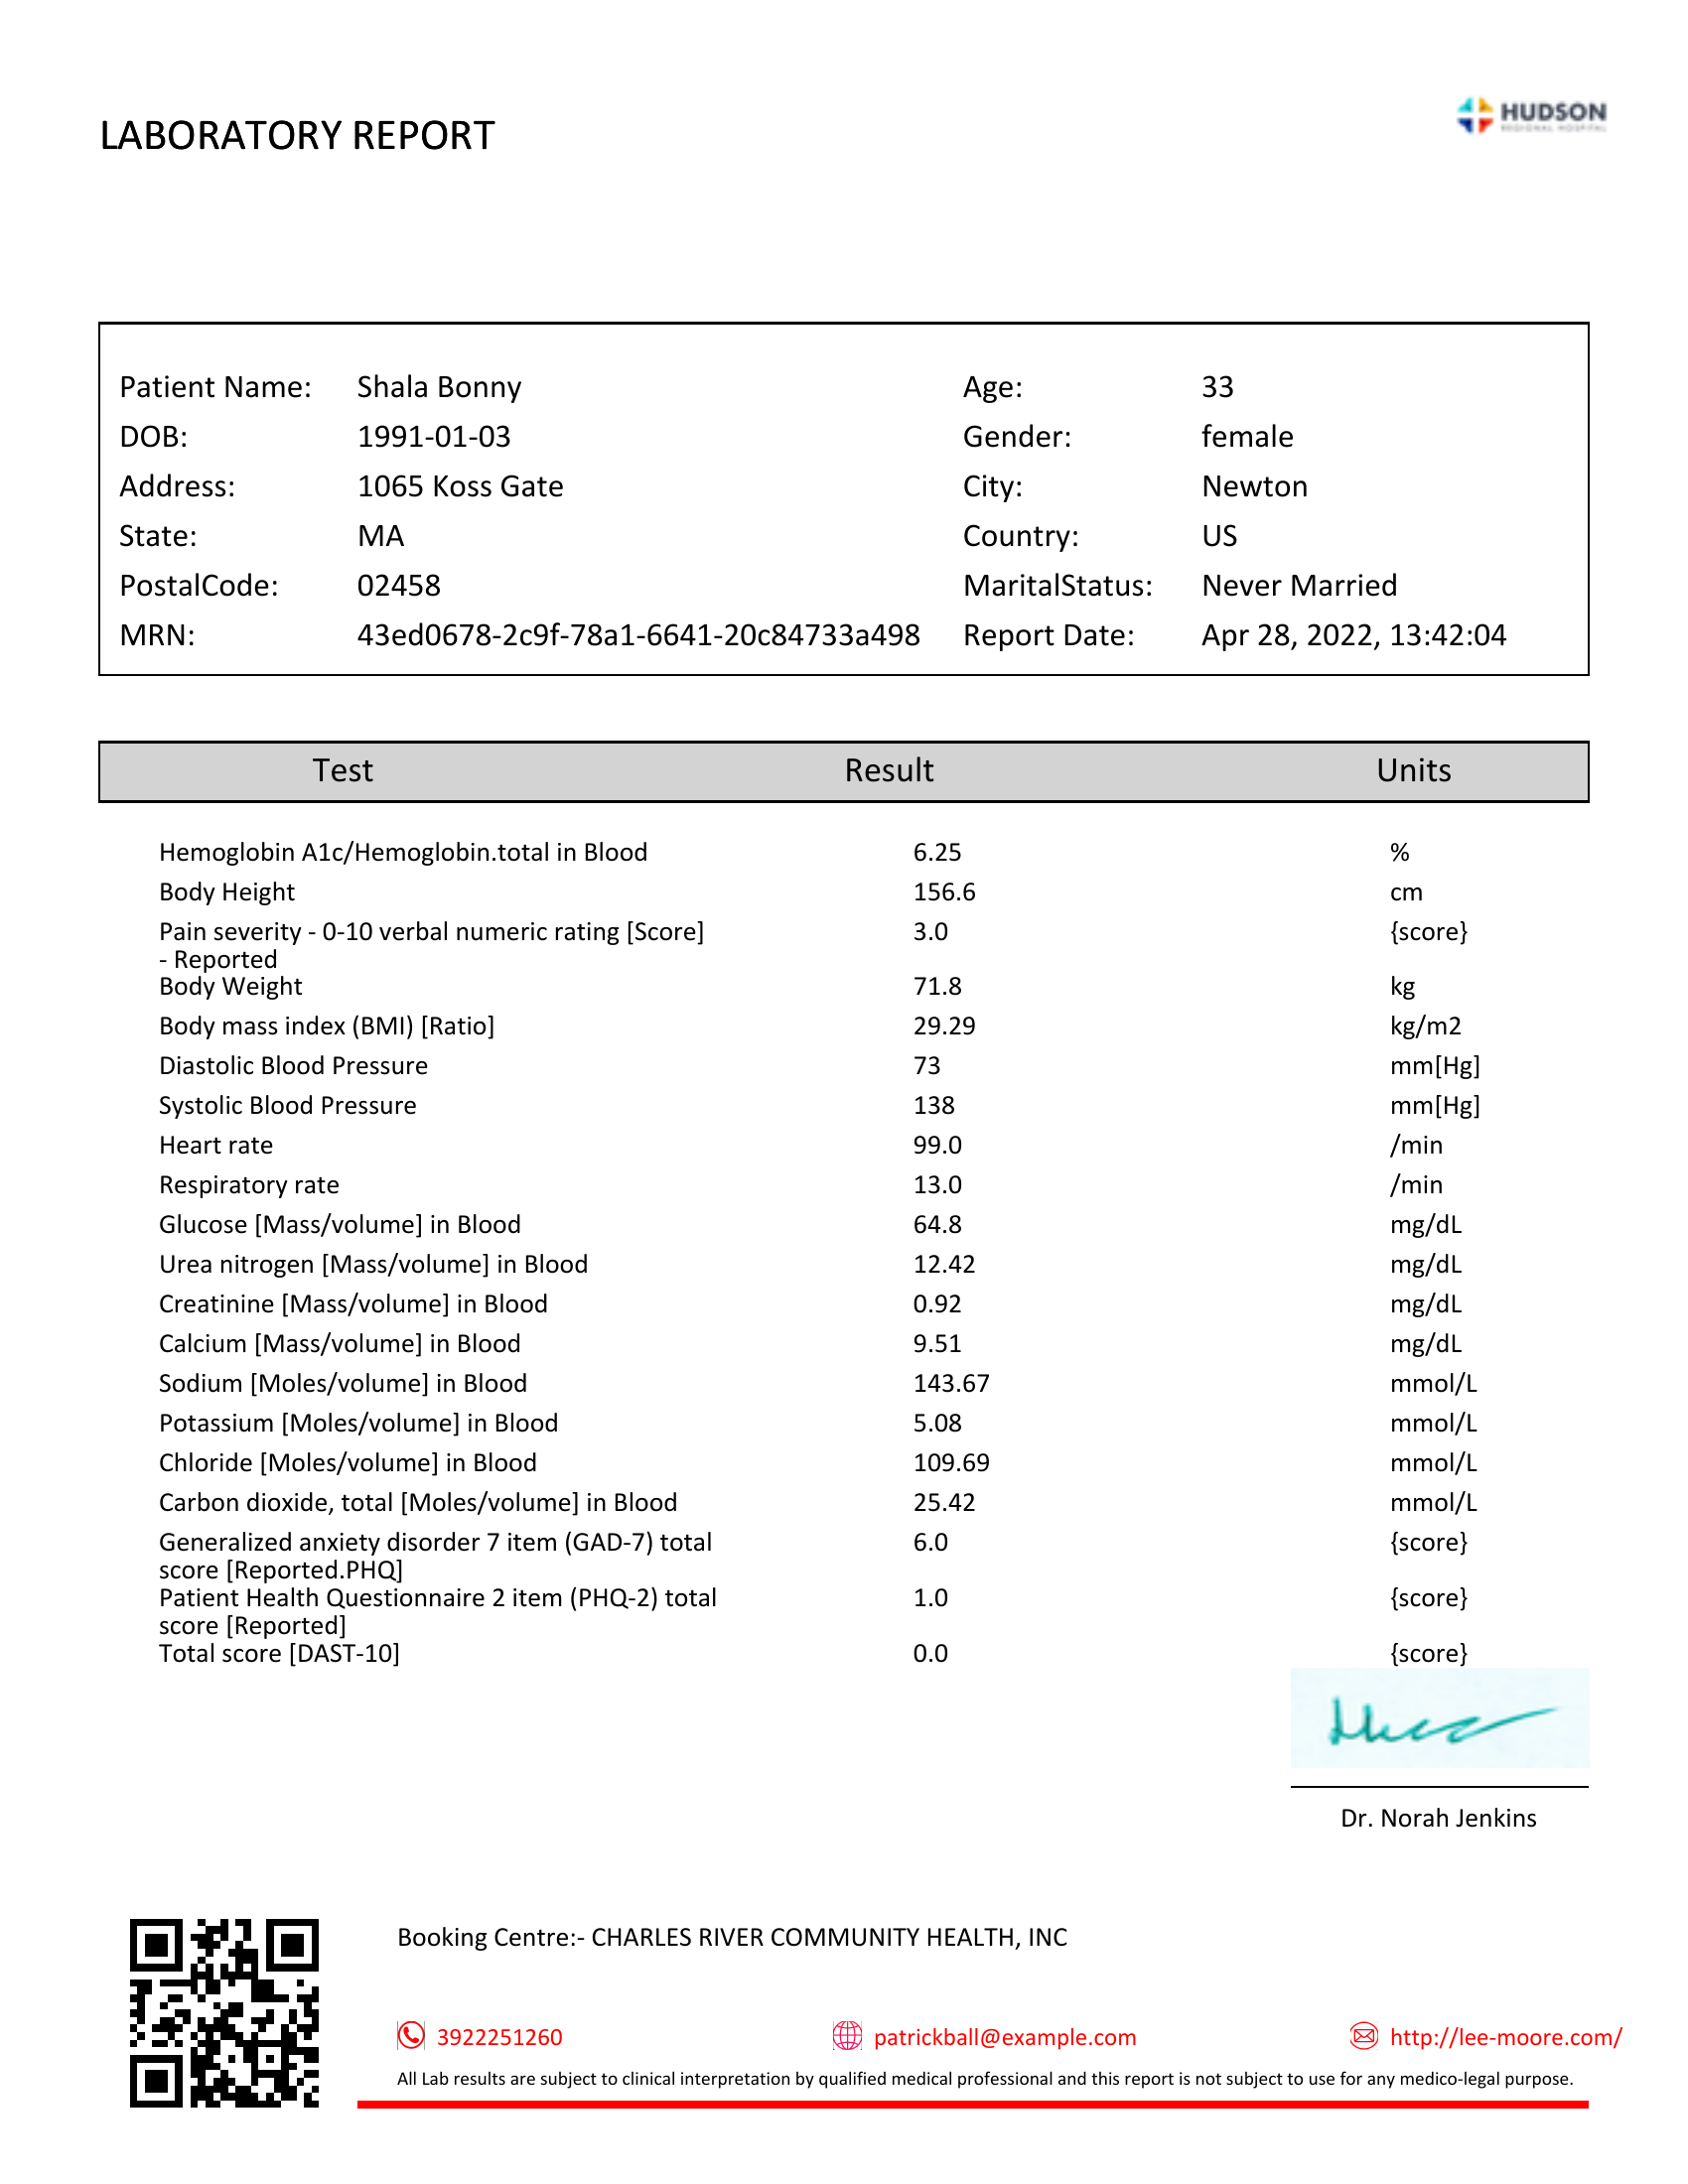 LABORATORY REPORT
HUDSON
REGIONAL HOSPITAL
Patient Name: Shala Bonny Age: 33
DOB: 1991-01-03 Gender: female
Address: 1065 Koss Gate City: Newton
State: MA Country: US
PostalCode: 02458 MaritalStatus: Never Married
MRN: 43ed0678-2c9f-78a1-6641-20c84733a498 Report Date: Apr 28, 2022, 13:42:04
Test Result Units
Hemoglobin A1c/Hemoglobin.total in Blood 6.25 %
Body Height 156.6 cm
Pain severity - 0-10 verbal numeric rating [Score] 3.0 {score}
- Reported
Body Weight 71.8 kg
Body mass index (BMI) [Ratio] 29.29 kg/m2
Diastolic Blood Pressure 73 mm[Hg]
Systolic Blood Pressure 138 mm[Hg]
Heart rate 99.0 /min
Respiratory rate 13.0 /min
Glucose [Mass/volume] in Blood 64.8 mg/dL
Urea nitrogen [Mass/volume] in Blood 12.42 mg/dL
Creatinine [Mass/volume] in Blood 0.92 mg/dL
Calcium [Mass/volume] in Blood 9.51 mg/dL
Sodium [Moles/volume] in Blood 143.67 mmol/L
Potassium [Moles/volume] in Blood 5.08 mmol/L
Chloride [Moles/volume] in Blood 109.69 mmol/L
Carbon dioxide, total [Moles/volume] in Blood 25.42 mmol/L
Generalized anxiety disorder 7 item (GAD-7) total 6.0 {score}
score [Reported.PHQ]
Patient Health Questionnaire 2 item (PHQ-2) total 1.0 {score}
score [Reported]
Total score [DAST-10] 0.0 {score}
Dr. Norah Jenkins
Booking Centre:- CHARLES RIVER COMMUNITY HEALTH, INC
3922251260 patrickball@example.com http://lee-moore.com/
All Lab results are subject to clinical interpretation by qualified medical professional and this report is not subject to use for any medico-legal purpose.